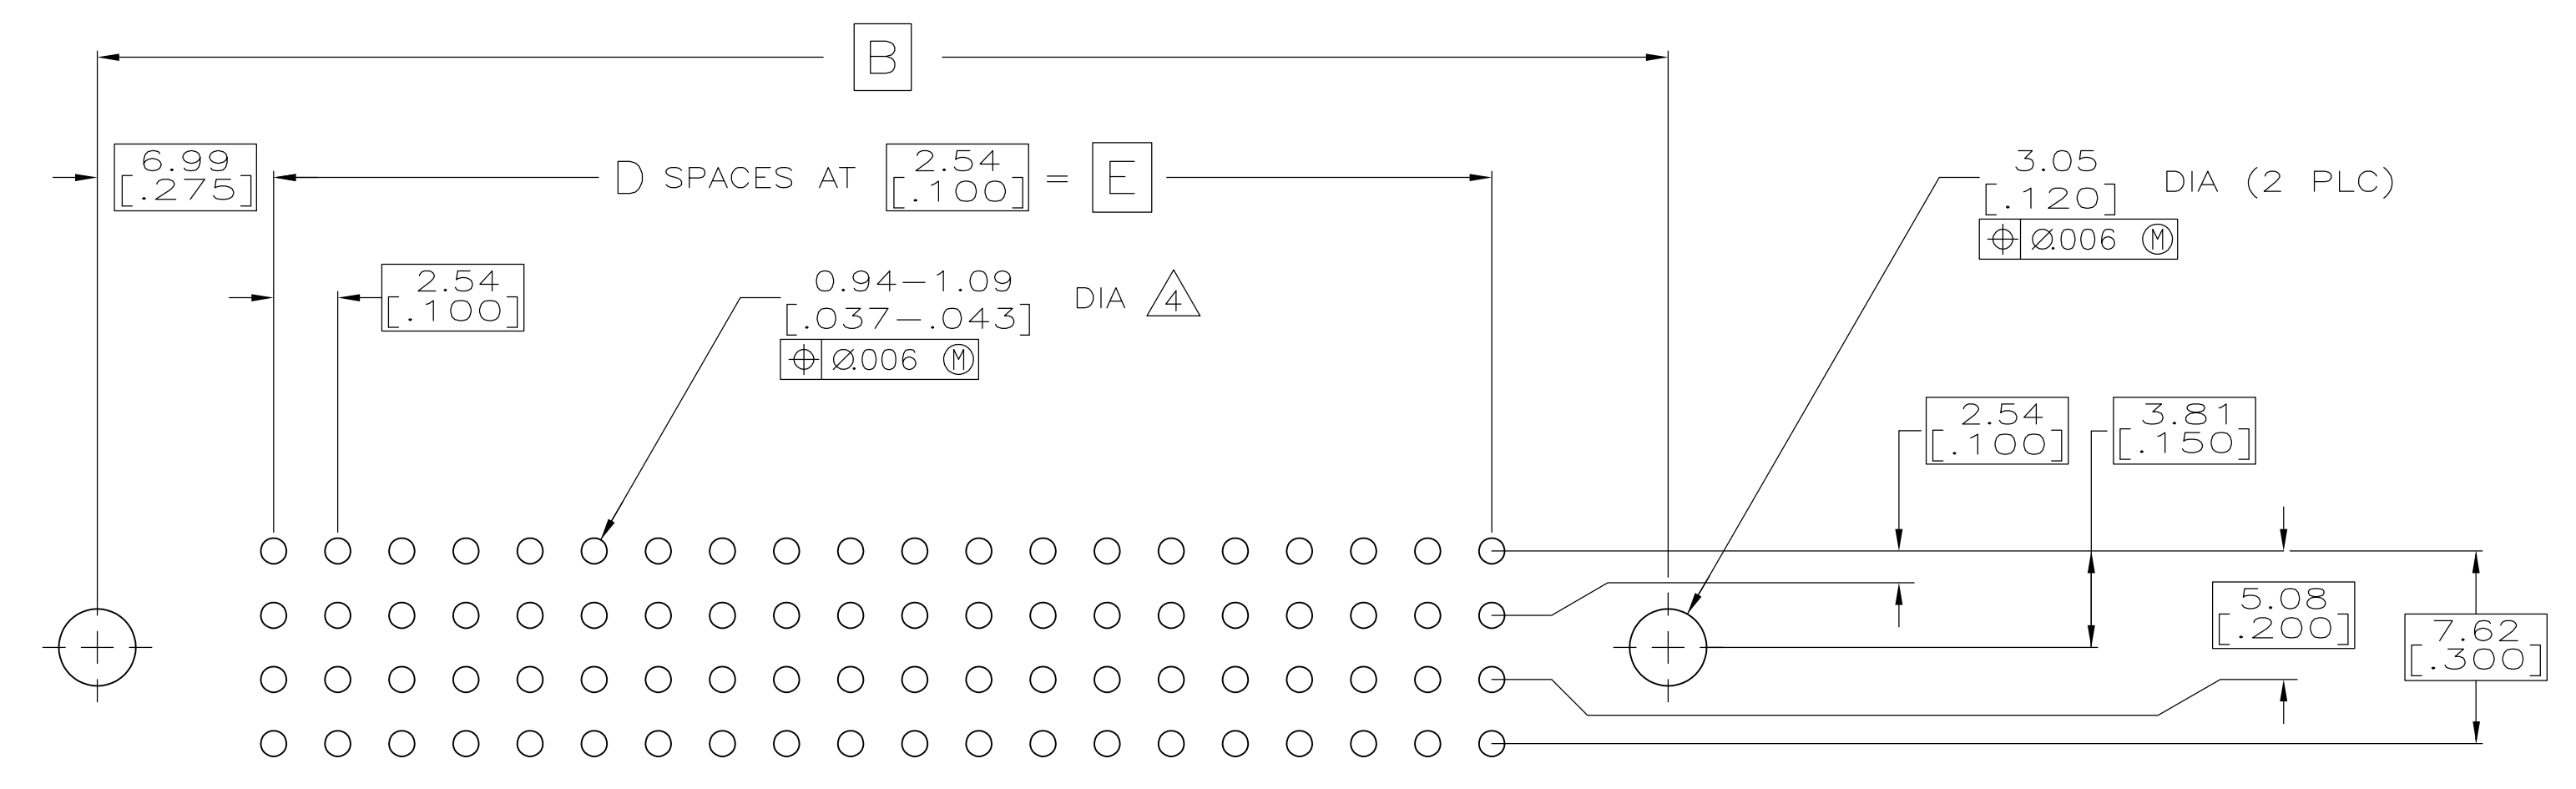 B
6.99
[.275]
D SPACES AT 2.54 [.100] = E
3.05
[.120] DIA (2 PLC)
⌖ Ø.006 Ⓜ
2.54
[.100]
0.94-1.09
[.037-.043] DIA 4
⌖ Ø.006 Ⓜ
2.54
[.100]
3.81
[.150]
5.08
[.200]
7.62
[.300]